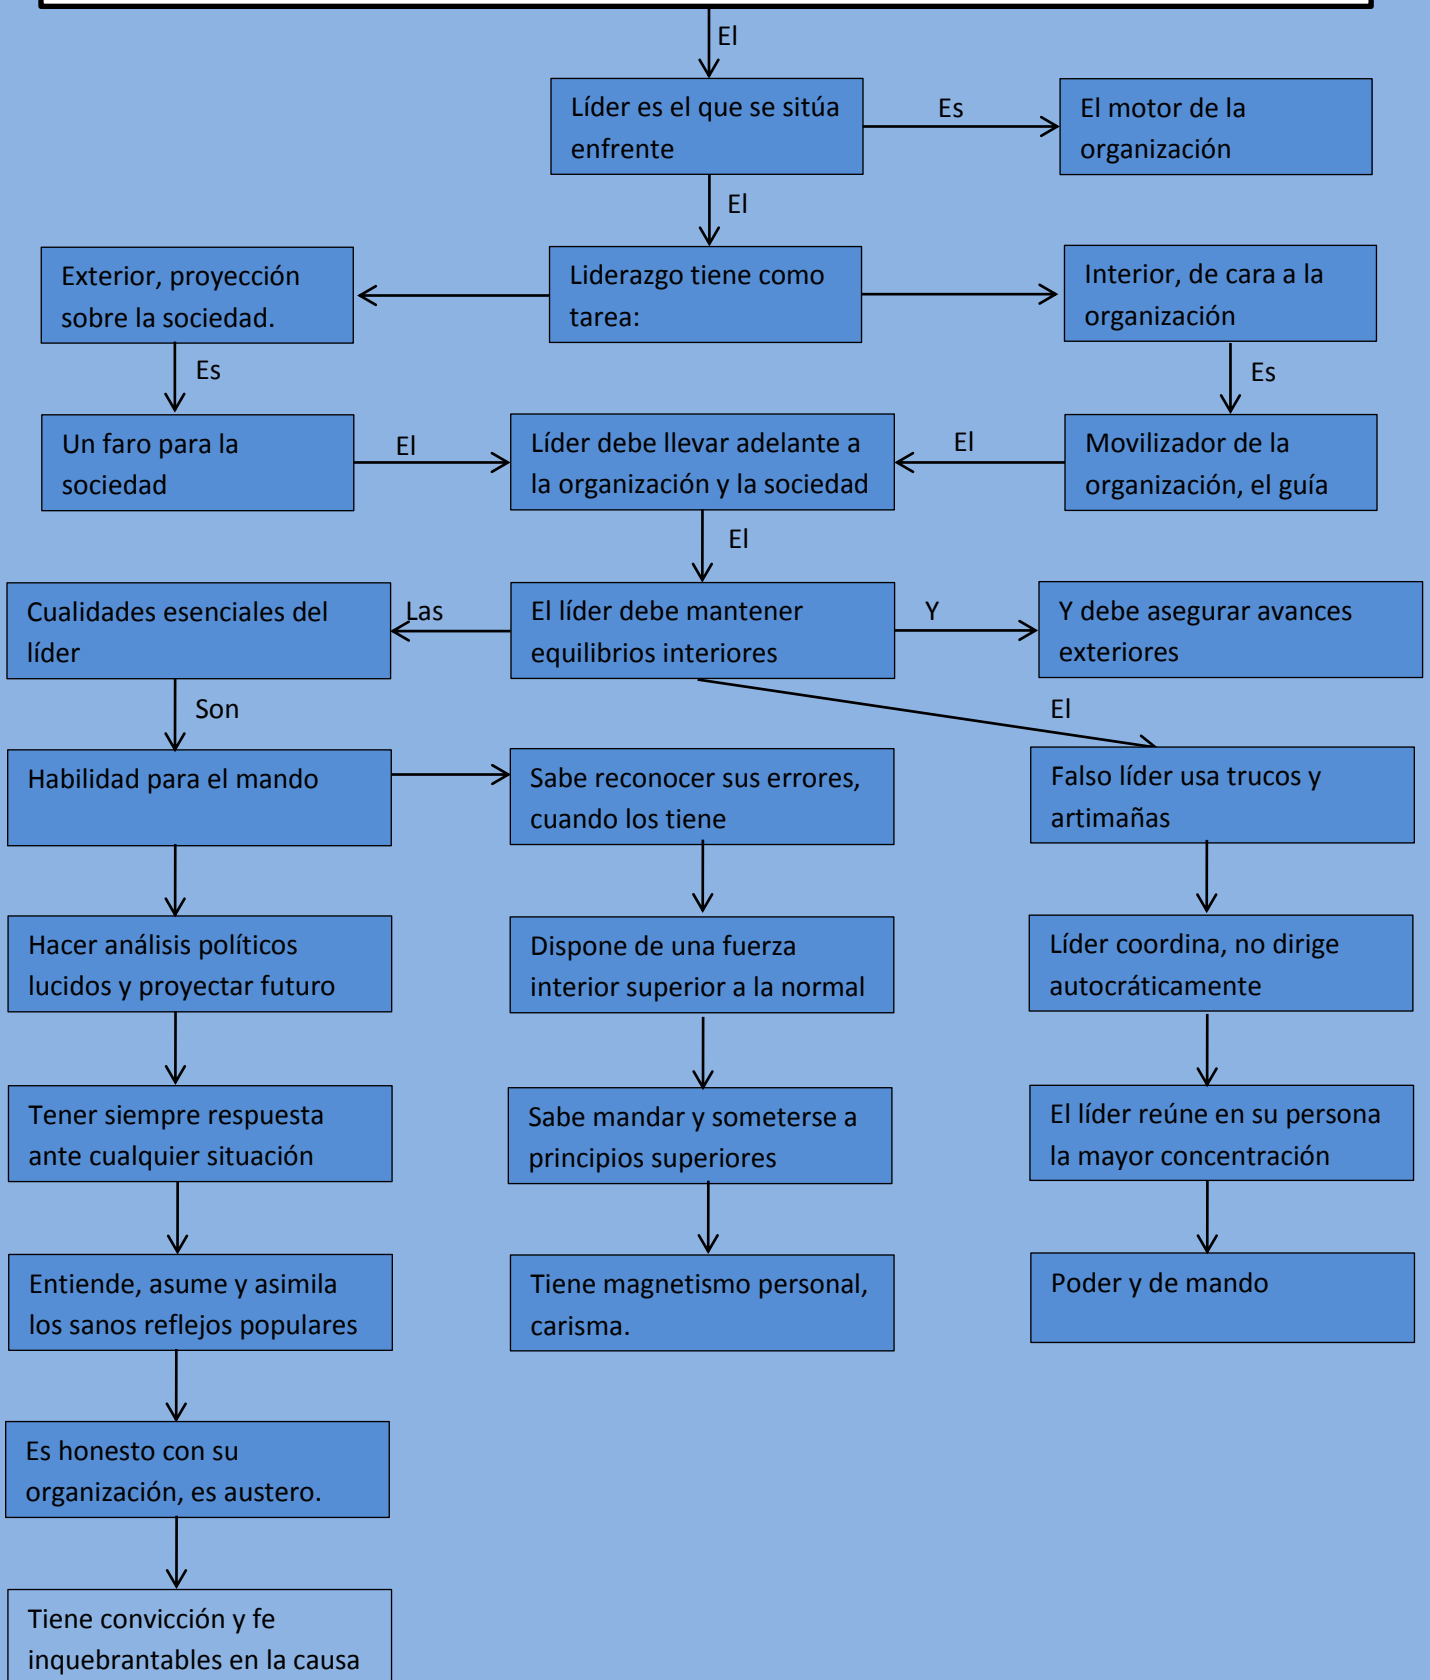 El
Líder es el que se sitúa
enfrente
Es
El motor de la
organización
El
Exterior, proyección
sobre la sociedad.
Liderazgo tiene como
tarea:
Interior, de cara a la
organización
Es
Es
Un faro para la
sociedad
El
Líder debe llevar adelante a
la organización y la sociedad
El
Movilizador de la
organización, el guía
El
Cualidades esenciales del
líder
Las
El líder debe mantener
equilibrios interiores
Y
Y debe asegurar avances
exteriores
Son
El
Habilidad para el mando
Sabe reconocer sus errores,
cuando los tiene
Falso líder usa trucos y
artimañas
Hacer análisis políticos
lucidos y proyectar futuro
Dispone de una fuerza
interior superior a la normal
Líder coordina, no dirige
autocráticamente
Tener siempre respuesta
ante cualquier situación
Sabe mandar y someterse a
principios superiores
El líder reúne en su persona
la mayor concentración
Entiende, asume y asimila
los sanos reflejos populares
Tiene magnetismo personal,
carisma.
Poder y de mando
Es honesto con su
organización, es austero.
Tiene convicción y fe
inquebrantables en la causa